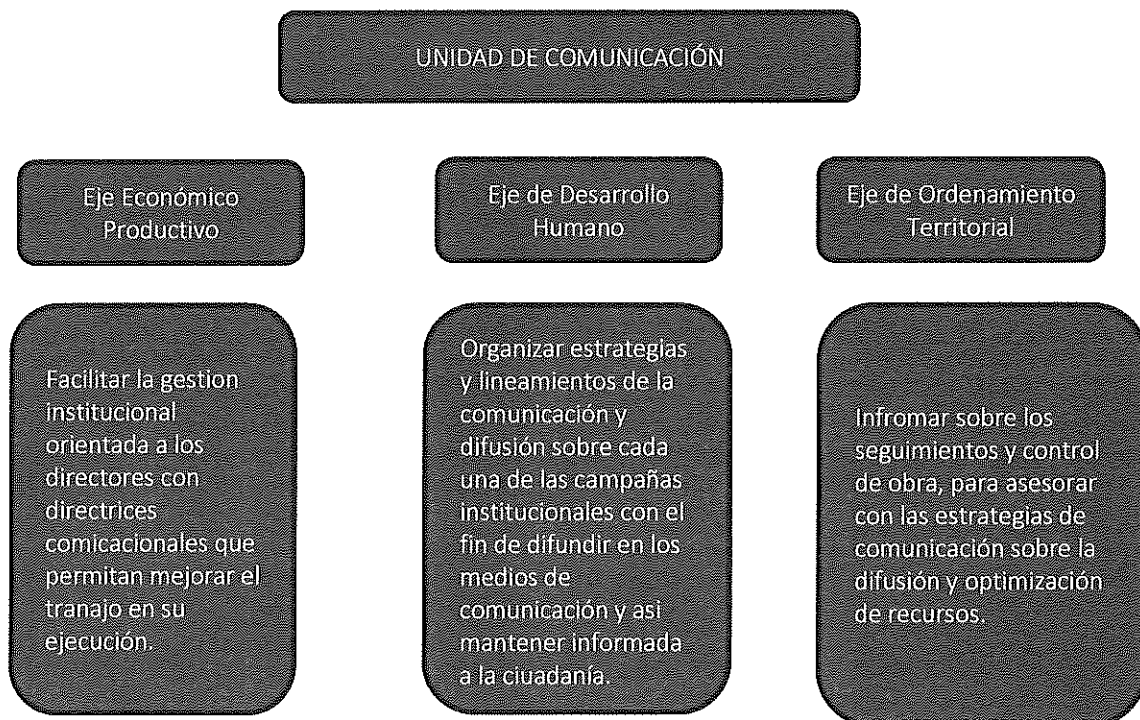 UNIDAD DE COMUNICACIÓN
Eje Económico
Productivo
Eje de Desarrollo
Humano
Eje de Ordenamiento
Territorial
Facilitar la gestion
institucional
orientada a los
directores con
directrices
comicacionales que
permitan mejorar el
tranajo en su
ejecución.
Organizar estrategias
y lineamientos de la
comunicación y
difusión sobre cada
una de las campañas
institucionales con el
fin de difundir en los
medios de
comunicación y asi
mantener informada
a la ciuadanía.
Infromar sobre los
seguimientos y control
de obra, para asesorar
con las estrategias de
comunicación sobre la
difusión y optimización
de recursos.